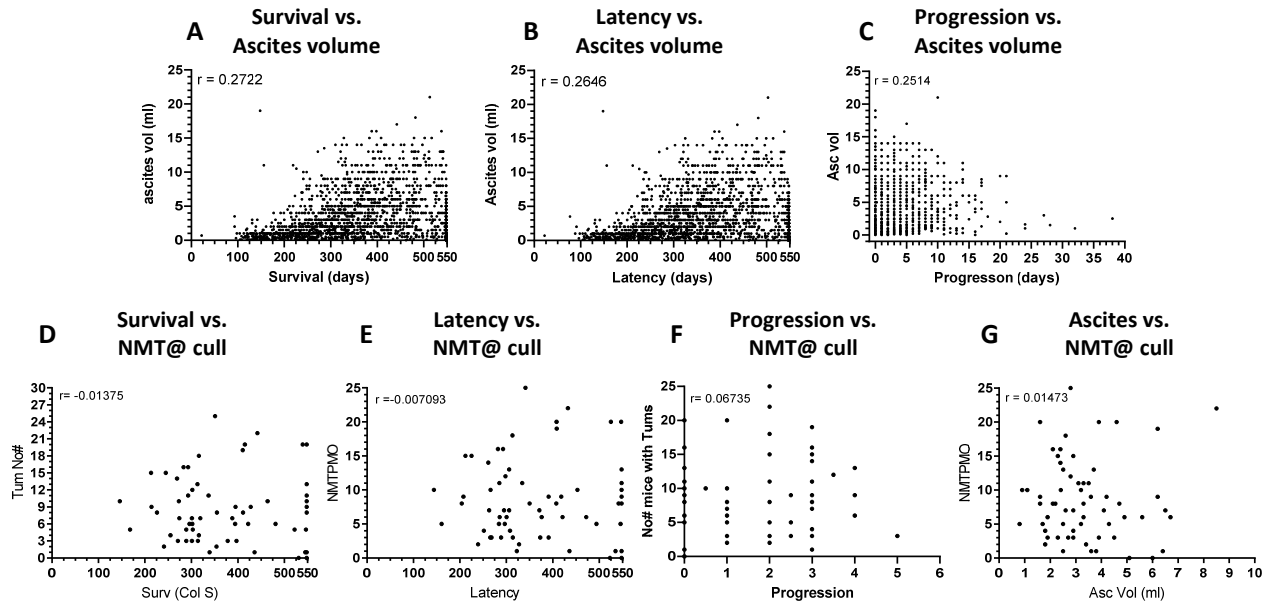 A
Survival vs.
Ascites volume
r = 0.2722
ascites vol (ml)
25
20
15
10
5
0
0 100 200 300 400 500 550
Survival (days)
B
Latency vs.
Ascites volume
r = 0.2646
Ascites vol (ml)
25
20
15
10
5
0
0 100 200 300 400 500 550
Latency (days)
C
Progression vs.
Ascites volume
r = 0.2514
Asc vol
25
20
15
10
5
0
0 5 10 15 20 25 30 35 40
Progresson (days)
D
Survival vs.
NMT@ cull
r= -0.01375
Tum No#
30
27
24
21
18
15
12
9
6
3
0
0 100 200 300 400 500 550
Surv (Col S)
E
Latency vs.
NMT@ cull
r =-0.007093
NMTPMO
25
20
15
10
5
0
0 100 200 300 400 500 550
Latency
F
Progression vs.
NMT@ cull
r= 0.06735
No# mice with Tums
25
20
15
10
5
0
0 1 2 3 4 5 6
Progression
G
Ascites vs.
NMT@ cull
r = 0.01473
NMTPMO
25
20
15
10
5
0
0 1 2 3 4 5 6 7 8 9 10
Asc Vol (ml)